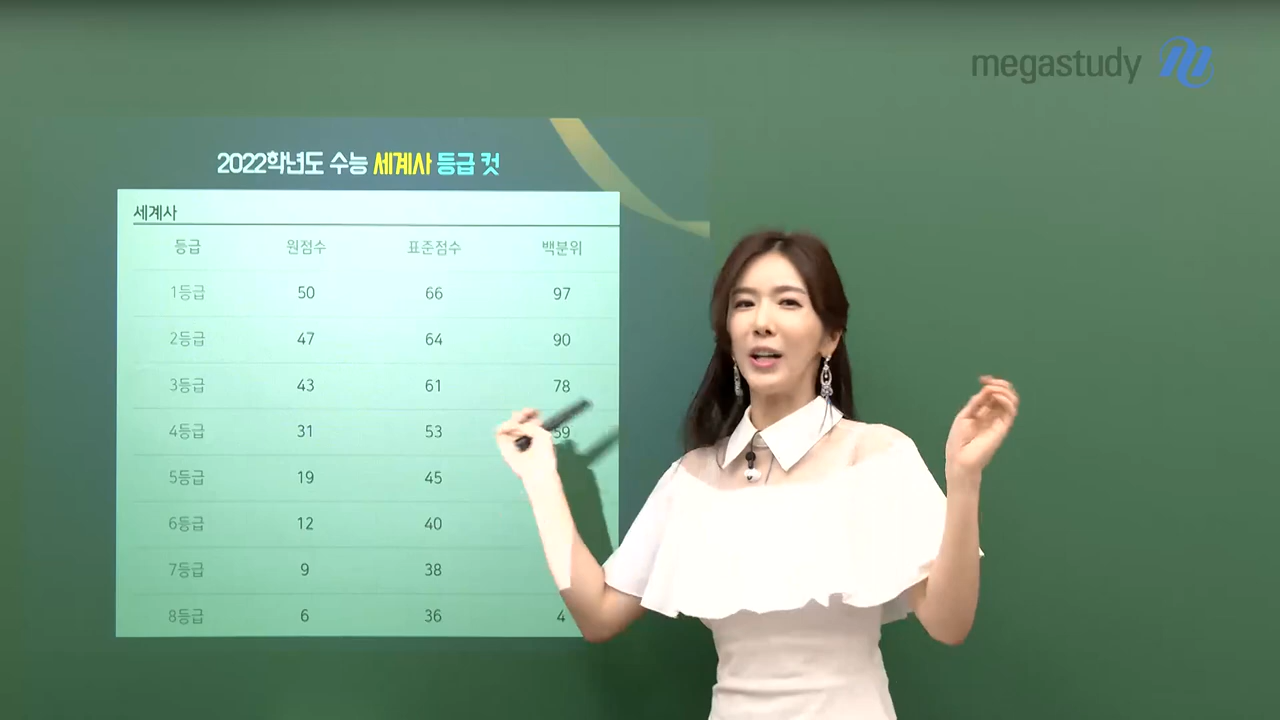 megastudy
2022학년도 수능 세계사 등급 컷
세계사
등급 원점수 표준점수 백분위
1등급 50 66 97
2등급 47 64 90
3등급 43 61 78
4등급 31 53 59
5등급 19 45
6등급 12 40
7등급 9 38
8등급 6 36 4